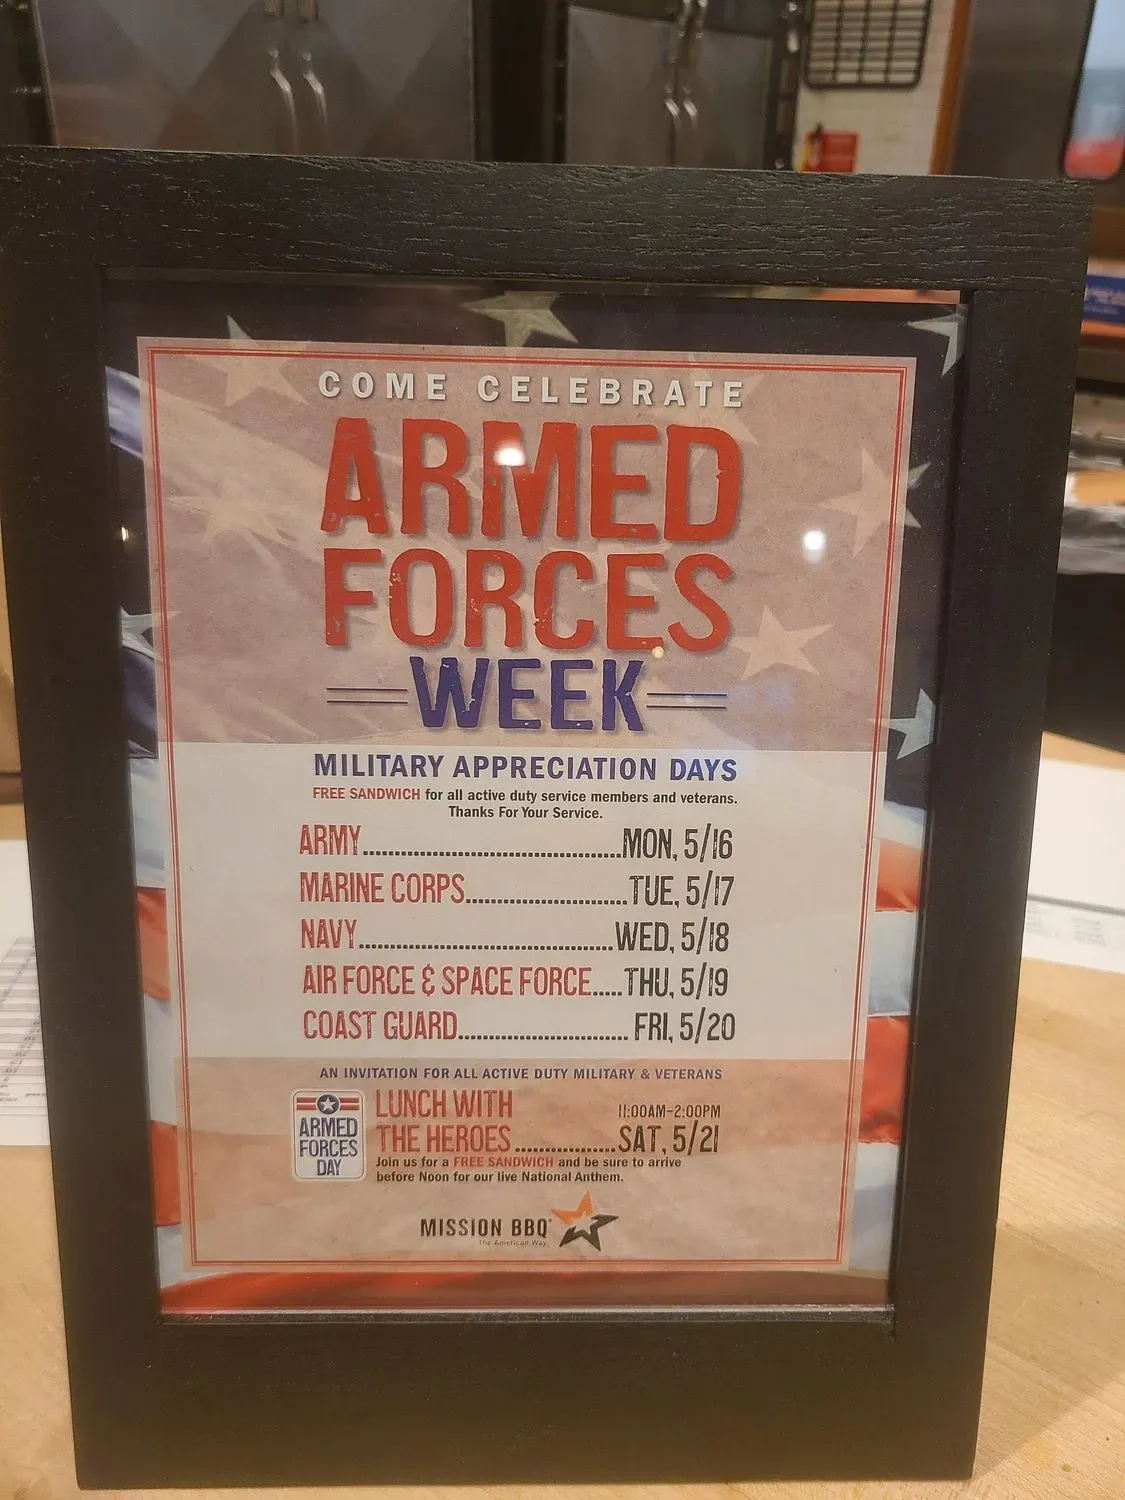 COME CELEBRATE
ARMED
FORCES
WEEK
MILITARY APPRECIATION DAYS
FREE SANDWICH for all active duty service members and veterans.
Thanks For Your Service.
ARMY........................................MON, 5/16
MARINE CORPS.........................TUE, 5/17
NAVY........................................WED, 5/18
AIR FORCE & SPACE FORCE.....THU, 5/19
COAST GUARD........................... FRI, 5/20
AN INVITATION FOR ALL ACTIVE DUTY MILITARY & VETERANS
ARMED
FORCES
DAY
LUNCH WITH 11:00AM-2:00PM
THE HEROES.................SAT, 5/21
Join us for a FREE SANDWICH and be sure to arrive
before Noon for our live National Anthem.
MISSION BBQ
The American Way.